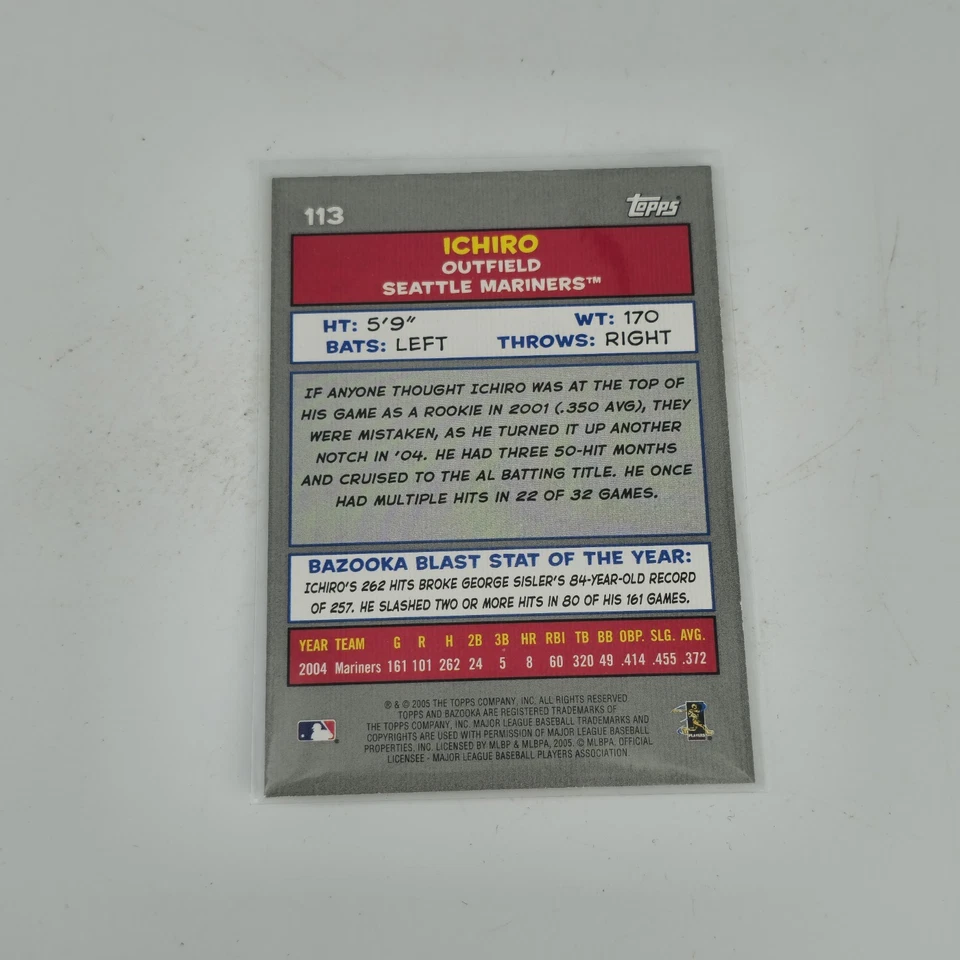 113
topps
ICHIRO
OUTFIELD
SEATTLE MARINERS™
HT: 5'9" WT: 170
BATS: LEFT THROWS: RIGHT
IF ANYONE THOUGHT ICHIRO WAS AT THE TOP OF
HIS GAME AS A ROOKIE IN 2001 (.350 AVG), THEY
WERE MISTAKEN, AS HE TURNED IT UP ANOTHER
NOTCH IN '04. HE HAD THREE 50-HIT MONTHS
AND CRUISED TO THE AL BATTING TITLE. HE ONCE
HAD MULTIPLE HITS IN 22 OF 32 GAMES.
BAZOOKA BLAST STAT OF THE YEAR:
ICHIRO'S 262 HITS BROKE GEORGE SISLER'S 84-YEAR-OLD RECORD
OF 257. HE SLASHED TWO OR MORE HITS IN 80 OF HIS 161 GAMES.
YEAR TEAM G R H 2B 3B HR RBI TB BB OBP. SLG. AVG.
2004 Mariners 161 101 262 24 5 8 60 320 49 .414 .455 .372
® & © 2005 THE TOPPS COMPANY, INC. ALL RIGHTS RESERVED
TOPPS AND BAZOOKA ARE REGISTERED TRADEMARKS OF
THE TOPPS COMPANY, INC. MAJOR LEAGUE BASEBALL TRADEMARKS AND
COPYRIGHTS ARE USED WITH PERMISSION OF MAJOR LEAGUE BASEBALL
PROPERTIES, INC. LICENSED BY MLBP & MLBPA, 2005. © MLBPA, OFFICIAL
LICENSEE - MAJOR LEAGUE BASEBALL PLAYERS ASSOCIATION